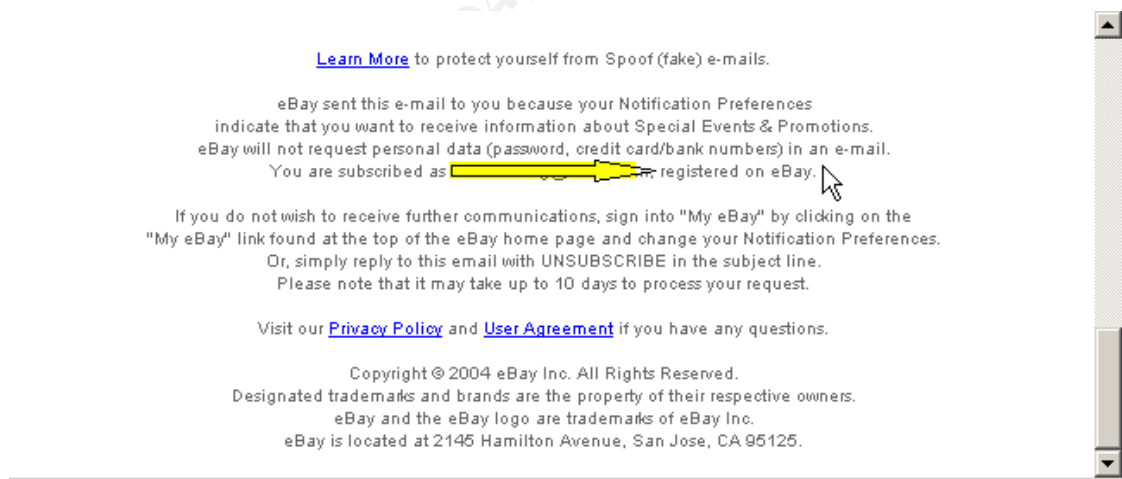 Learn More to protect yourself from Spoof (fake) e-mails.
eBay sent this e-mail to you because your Notification Preferences
indicate that you want to receive information about Special Events & Promotions.
eBay will not request personal data (password, credit card/bank numbers) in an e-mail.
You are subscribed as registered on eBay.
If you do not wish to receive further communications, sign into "My eBay" by clicking on the
"My eBay" link found at the top of the eBay home page and change your Notification Preferences.
Or, simply reply to this email with UNSUBSCRIBE in the subject line.
Please note that it may take up to 10 days to process your request.
Visit our Privacy Policy and User Agreement if you have any questions.
Copyright © 2004 eBay Inc. All Rights Reserved.
Designated trademarks and brands are the property of their respective owners.
eBay and the eBay logo are trademarks of eBay Inc.
eBay is located at 2145 Hamilton Avenue, San Jose, CA 95125.